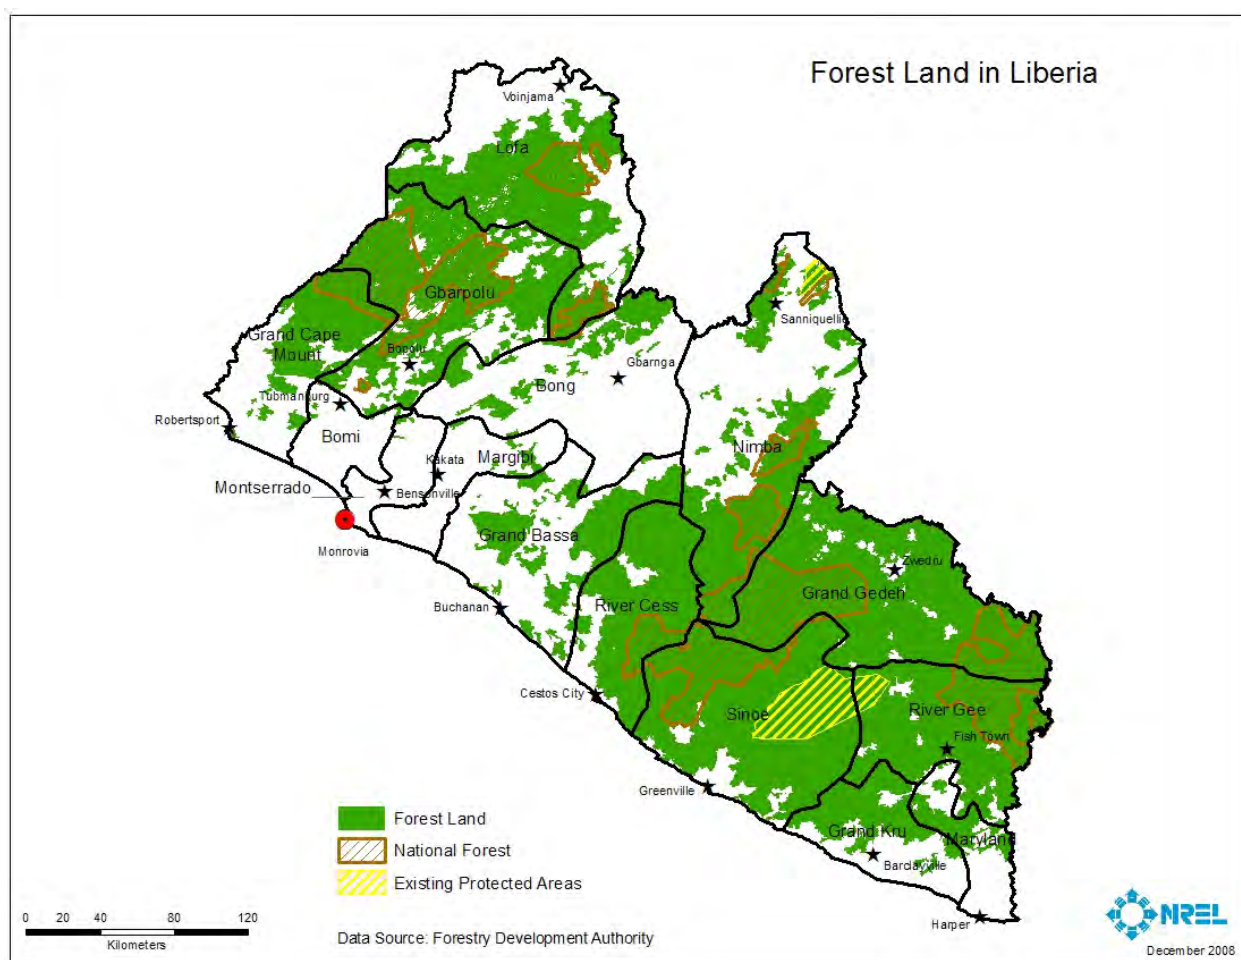 Forest Land in Liberia
Voinjama
Lofa
Gbarpolu
Sanniquellie
Grand Cape
Mount
Bopolu
Gbarnga
Bong
Tubmanburg
Robertsport
Bomi
Nimba
Kakata
Margibi
Montserrado
Bensonville
Monrovia
Grand Bassa
Zwedru
Grand Gedeh
Buchanan
River Cess
Cestos City
Sinoe
River Gee
Fish Town
Greenville
Grand Kru
Maryland
Barclayville
Harper
Forest Land
National Forest
Existing Protected Areas
0 20 40 80 120
Kilometers
Data Source: Forestry Development Authority
NREL
December 2008